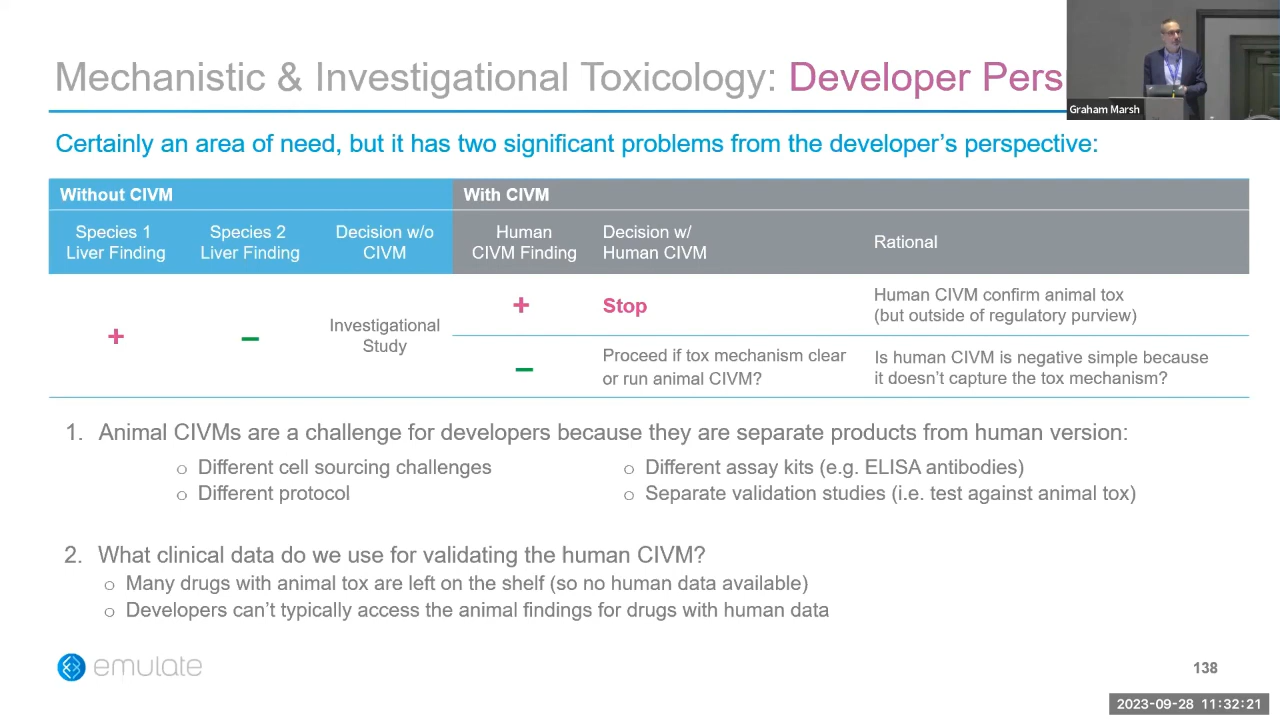 Mechanistic & Investigational Toxicology: Developer Pers
Graham Marsh
Certainly an area of need, but it has two significant problems from the developer's perspective:
Without CIVM
With CIVM
Species 1
Liver Finding
Species 2
Liver Finding
Decision w/o
CIVM
Human
CIVM Finding
Decision w/
Human CIVM
Rational
+
–
Investigational
Study
+
Stop
Human CIVM confirm animal tox
(but outside of regulatory purview)
–
Proceed if tox mechanism clear
or run animal CIVM?
Is human CIVM is negative simple because
it doesn't capture the tox mechanism?
1. Animal CIVMs are a challenge for developers because they are separate products from human version:
○ Different cell sourcing challenges
○ Different protocol
○ Different assay kits (e.g. ELISA antibodies)
○ Separate validation studies (i.e. test against animal tox)
2. What clinical data do we use for validating the human CIVM?
○ Many drugs with animal tox are left on the shelf (so no human data available)
○ Developers can't typically access the animal findings for drugs with human data
emulate
138
2023-09-28 11:32:21